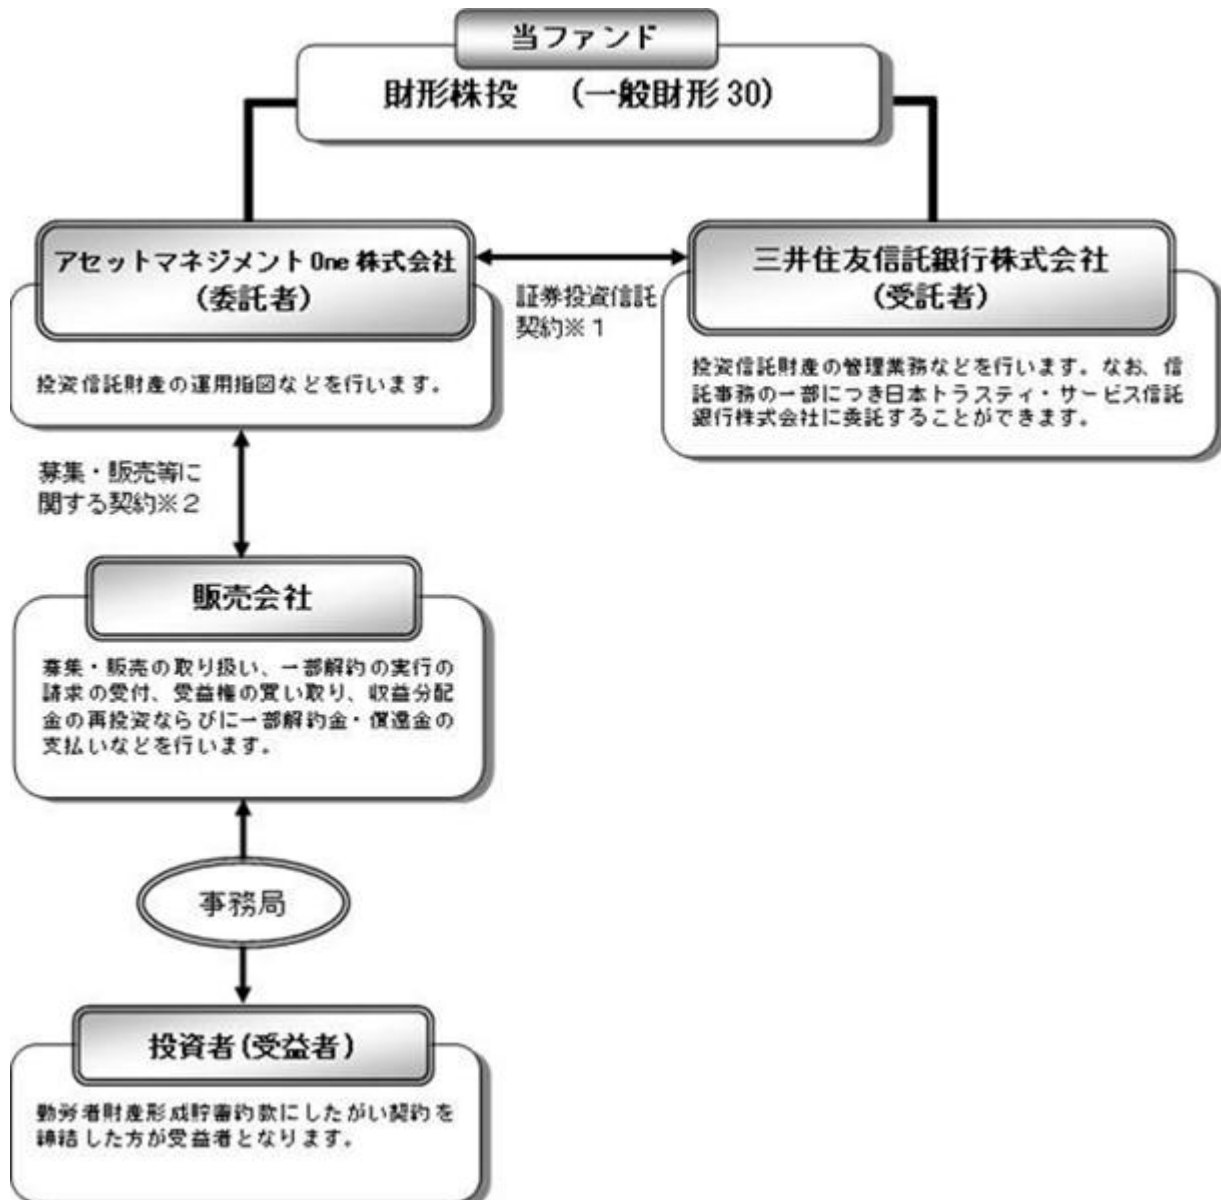 当ファンド
財形株投 (一般財形30)
アセットマネジメントOne株式会社
(委託者)
投資信託財産の運用指図などを行います。
証券投資信託
契約※1
三井住友信託銀行株式会社
(受託者)
投資信託財産の管理業務などを行います。なお、信
託事務の一部につき日本トラスティ・サービス信託
銀行株式会社に委託することができます。
募集・販売等に
関する契約※2
販売会社
募集・販売の取り扱い、一部解約の実行の
請求の受付、受益権の買い取り、収益分配
金の再投資ならびに一部解約金・償還金の
支払いなどを行います。
事務局
投資者(受益者)
勤労者財産形成貯蓄約款にしたがい契約を
締結した方が受益者となります。